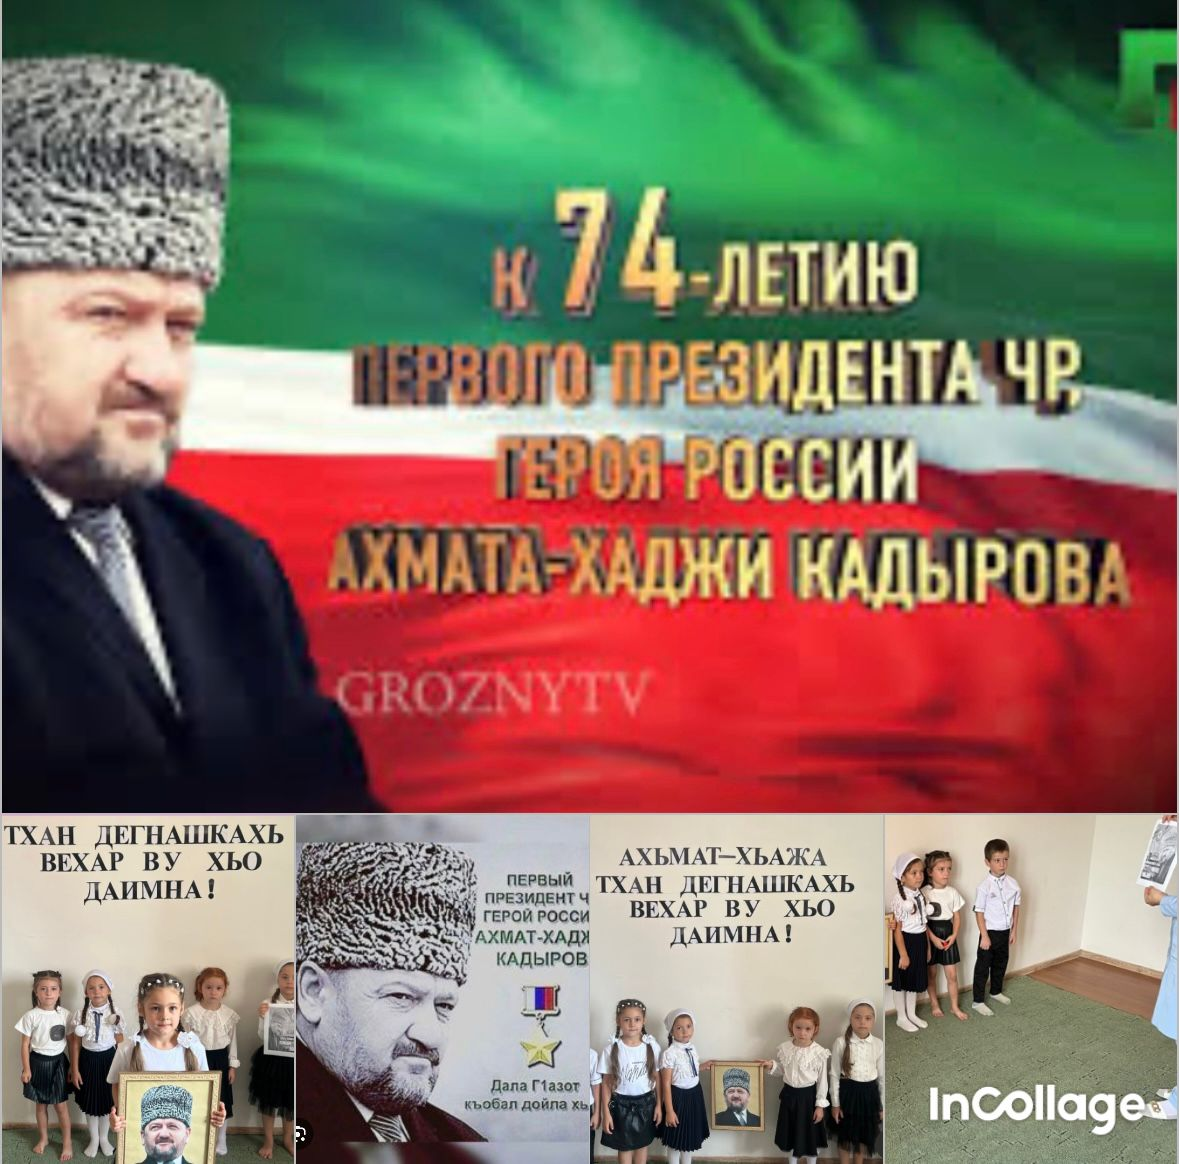 К 74-ЛЕТИЮ
ПЕРВОГО ПРЕЗИДЕНТА ЧР,
ГЕРОЯ РОССИИ
АХМАТА-ХАДЖИ КАДЫРОВА
GROZNYTV
ТХАН ДЕГНАШКАХЬ
ВЕХАР ВУ ХЬО
ДАИМНА!
ПЕРВЫЙ
ПРЕЗИДЕНТ Ч
ГЕРОЙ РОССИ
АХМАТ-ХАДЖ
КАДЫРОВ
Дала Г1азот
къобал дойла хь
АХЬМАТ-ХЬАЖА
ТХАН ДЕГНАШКАХЬ
ВЕХАР ВУ ХЬО
ДАИМНА!
InCollage